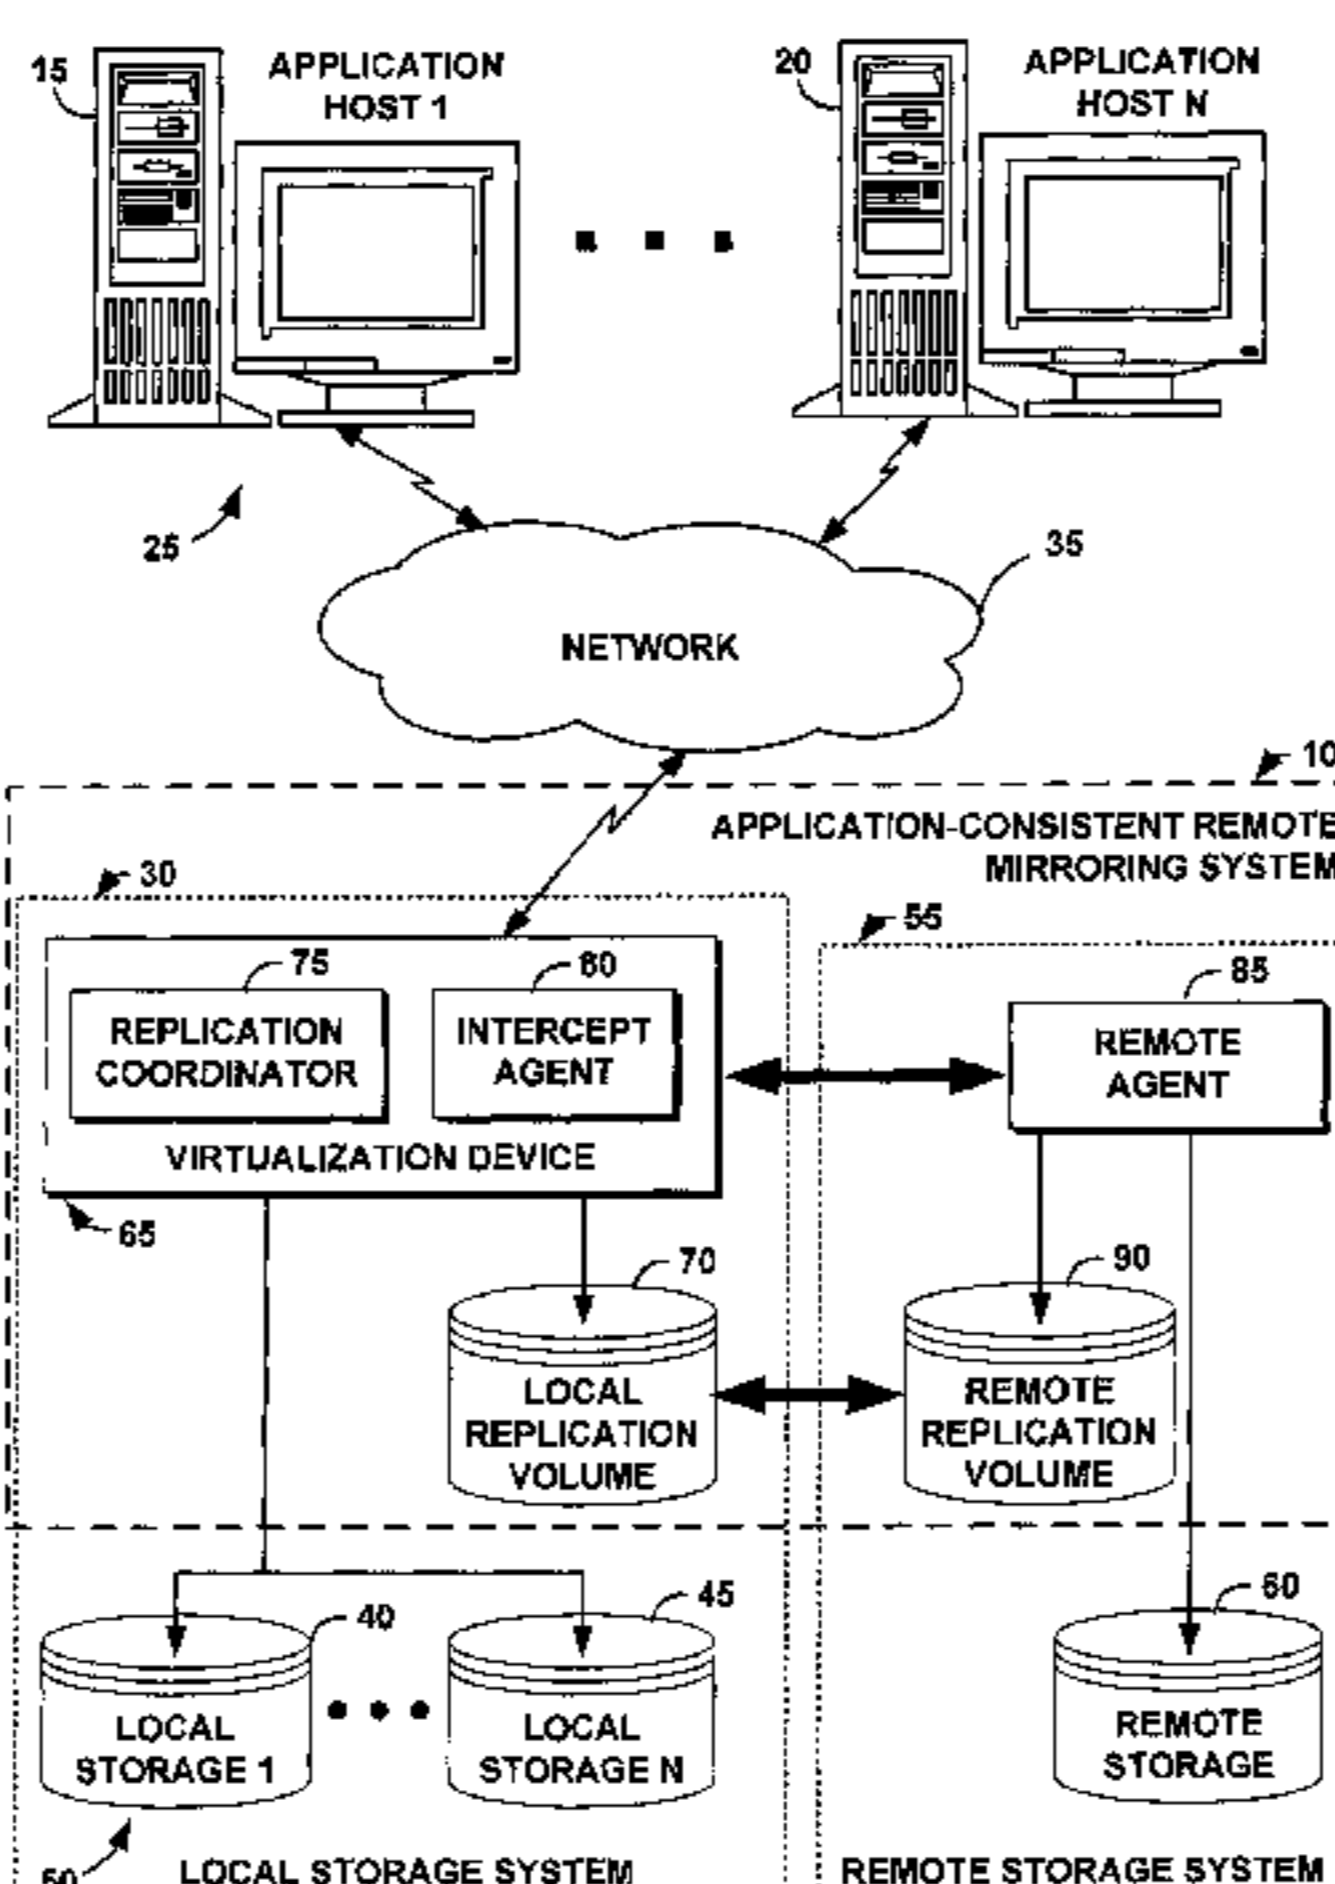 15
APPLICATION
HOST 1
20
APPLICATION
HOST N
25
35
NETWORK
10
APPLICATION-CONSISTENT REMOTE
MIRRORING SYSTEM
30
55
75
80
85
REPLICATION
COORDINATOR
INTERCEPT
AGENT
REMOTE
AGENT
VIRTUALIZATION DEVICE
65
70
90
LOCAL
REPLICATION
VOLUME
REMOTE
REPLICATION
VOLUME
40
45
60
LOCAL
STORAGE 1
LOCAL
STORAGE N
REMOTE
STORAGE
50
LOCAL STORAGE SYSTEM
REMOTE STORAGE SYSTEM